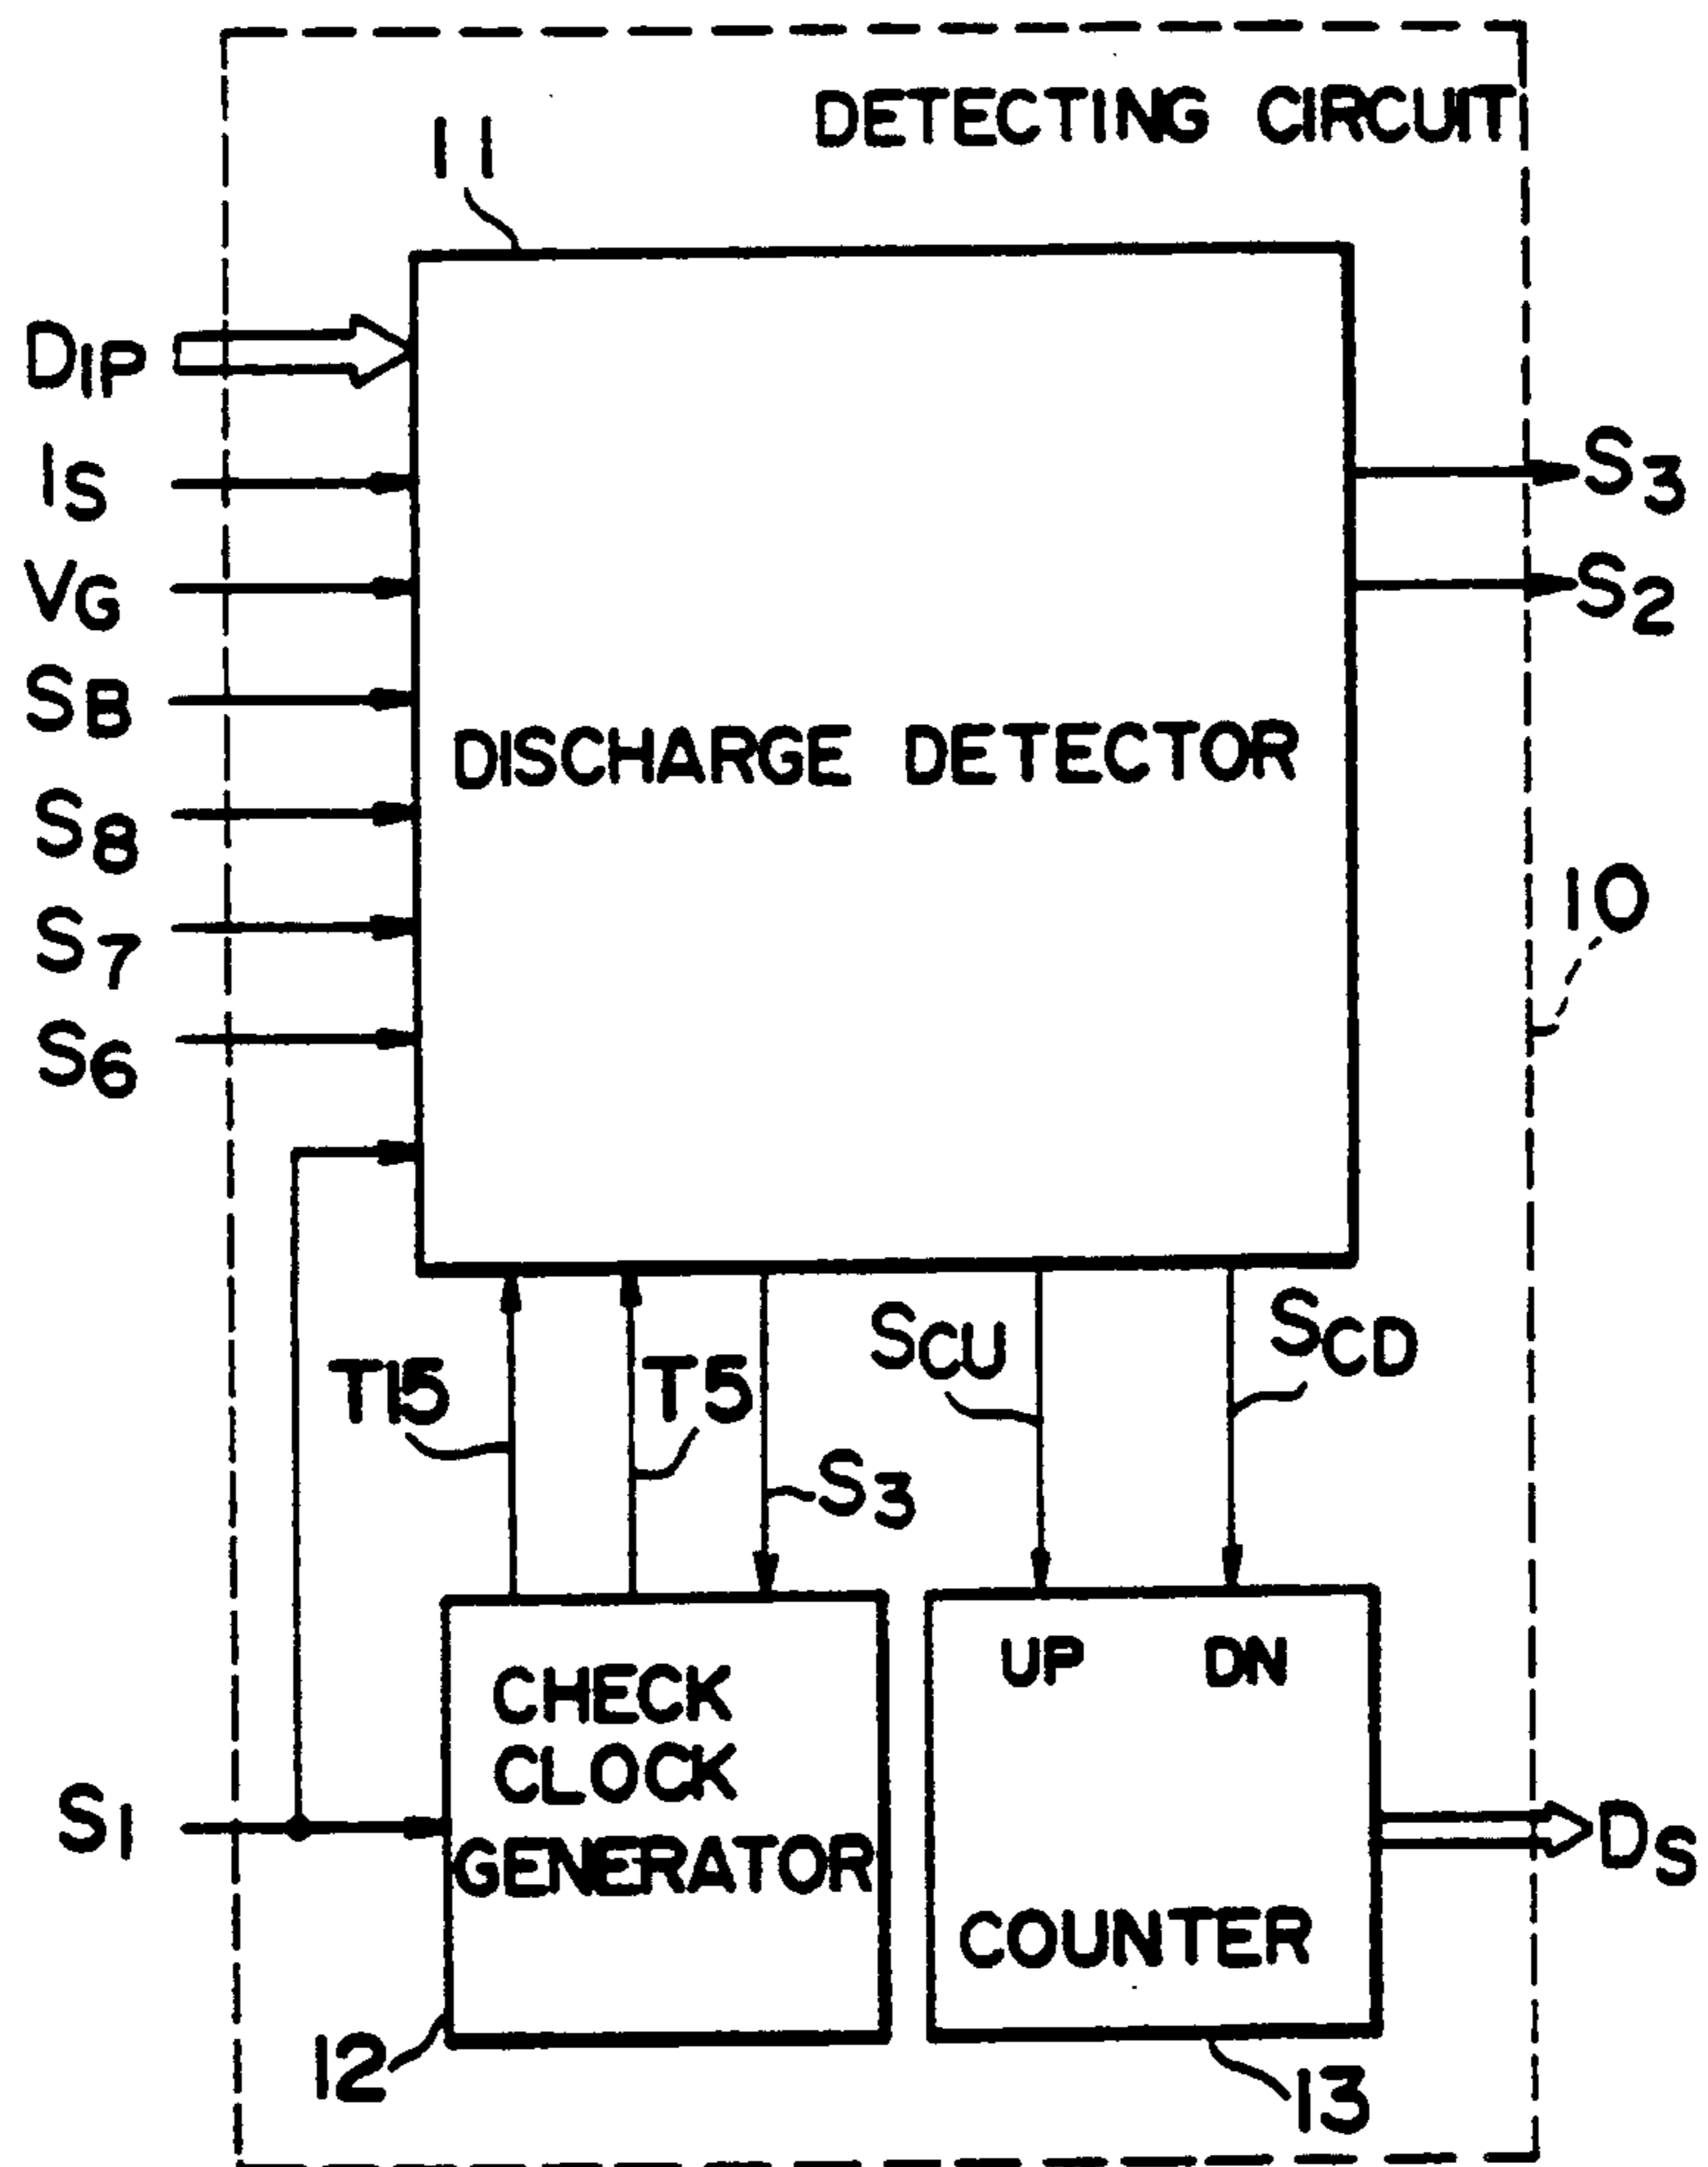 DETECTING CIRCUIT
11
DIP
IS
VG
SB
S8
S7
S6
S3
S2
DISCHARGE DETECTOR
10
T15
T5
S3
SCU
SCD
UP DN
CHECK
CLOCK
GENERATOR
COUNTER
S1
DS
12
13